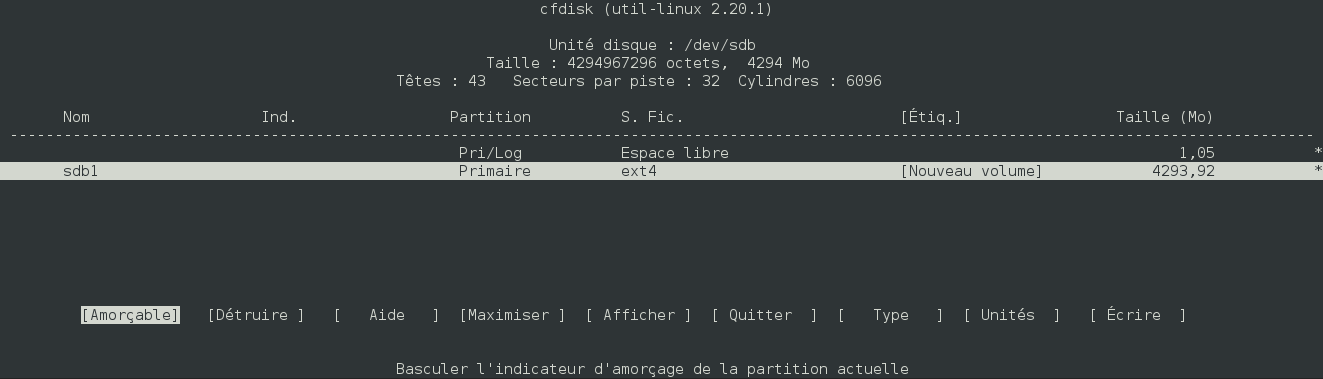 cfdisk (util-linux 2.20.1)
Unité disque : /dev/sdb
Taille : 4294967296 octets,  4294 Mo
Têtes : 43   Secteurs par piste : 32  Cylindres : 6096
Nom Ind. Partition S. Fic. [Étiq.] Taille (Mo)
------------------------------------------------------------------------------------------------------------------------------------------------
Pri/Log Espace libre 1,05 *
sdb1 Primaire ext4 [Nouveau volume] 4293,92 *
[Amorçable] [Détruire ] [ Aide ] [Maximiser ] [ Afficher ] [ Quitter ] [ Type ] [ Unités ] [ Écrire ]
Basculer l'indicateur d'amorçage de la partition actuelle